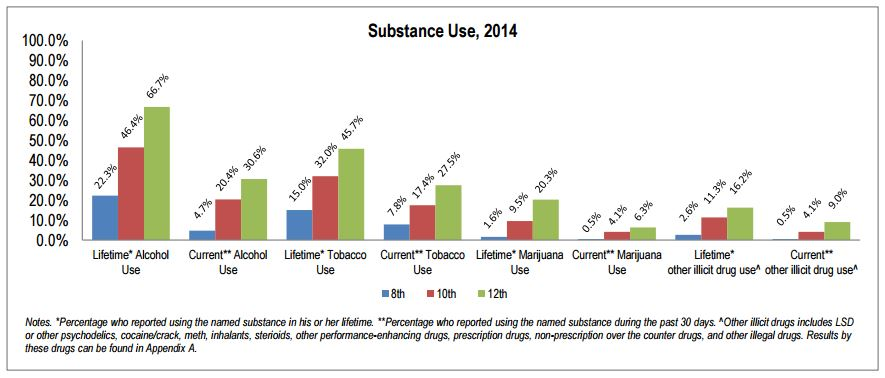 Substance Use, 2014
100.0%
90.0%
80.0%
70.0%
60.0%
50.0%
40.0%
30.0%
20.0%
10.0%
0.0%
22.3% 46.4% 66.7% 4.7% 20.4% 30.6% 15.0% 32.0% 45.7% 7.8% 17.4% 27.5% 1.6% 9.5% 20.3% 0.5% 4.1% 6.3% 2.6% 11.3% 16.2% 0.5% 4.1% 9.0%
Lifetime* Alcohol Current** Alcohol Lifetime* Tobacco Current** Tobacco Lifetime* Marijuana Current** Marijuana Lifetime* Current**
Use Use Use Use Use Use other illicit drug use^ other illicit drug use^
8th 10th 12th
Notes. *Percentage who reported using the named substance in his or her lifetime. **Percentage who reported using the named substance during the past 30 days. ^Other illicit drugs includes LSD
or other psychodelics, cocaine/crack, meth, inhalants, sterioids, other performance-enhancing drugs, prescription drugs, non-prescription over the counter drugs, and other illegal drugs. Results by
these drugs can be found in Appendix A.